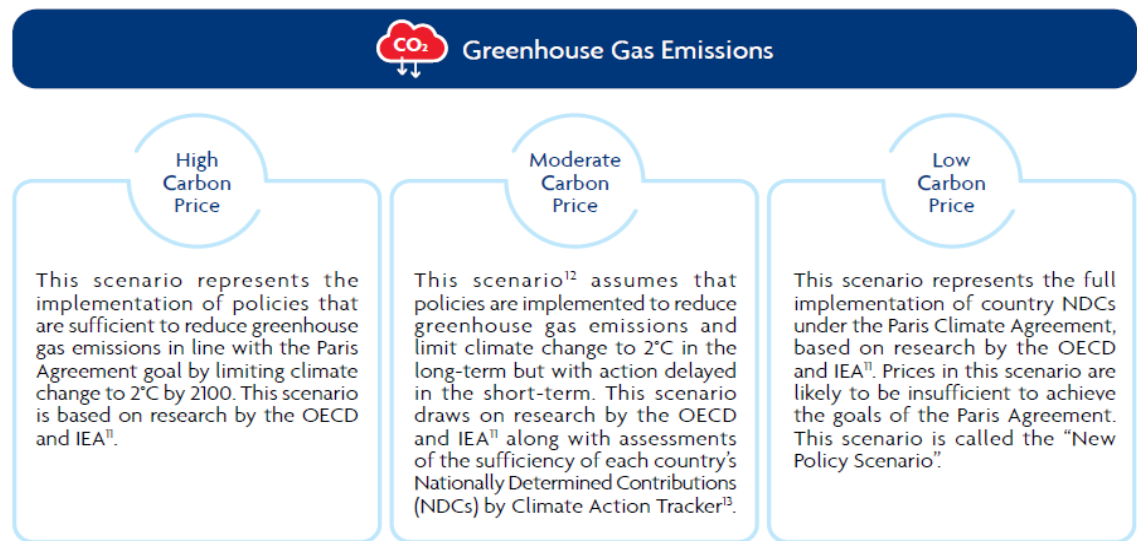 CO₂
Greenhouse Gas Emissions
High
Carbon
Price
This scenario represents the
implementation of policies that
are sufficient to reduce greenhouse
gas emissions in line with the Paris
Agreement goal by limiting climate
change to 2°C by 2100. This scenario
is based on research by the OECD
and IEA¹¹.
Moderate
Carbon
Price
This scenario¹² assumes that
policies are implemented to reduce
greenhouse gas emissions and
limit climate change to 2°C in the
long-term but with action delayed
in the short-term. This scenario
draws on research by the OECD
and IEA¹¹ along with assessments
of the sufficiency of each country’s
Nationally Determined Contributions
(NDCs) by Climate Action Tracker¹³.
Low
Carbon
Price
This scenario represents the full
implementation of country NDCs
under the Paris Climate Agreement,
based on research by the OECD
and IEA¹¹. Prices in this scenario are
likely to be insufficient to achieve
the goals of the Paris Agreement.
This scenario is called the “New
Policy Scenario”.